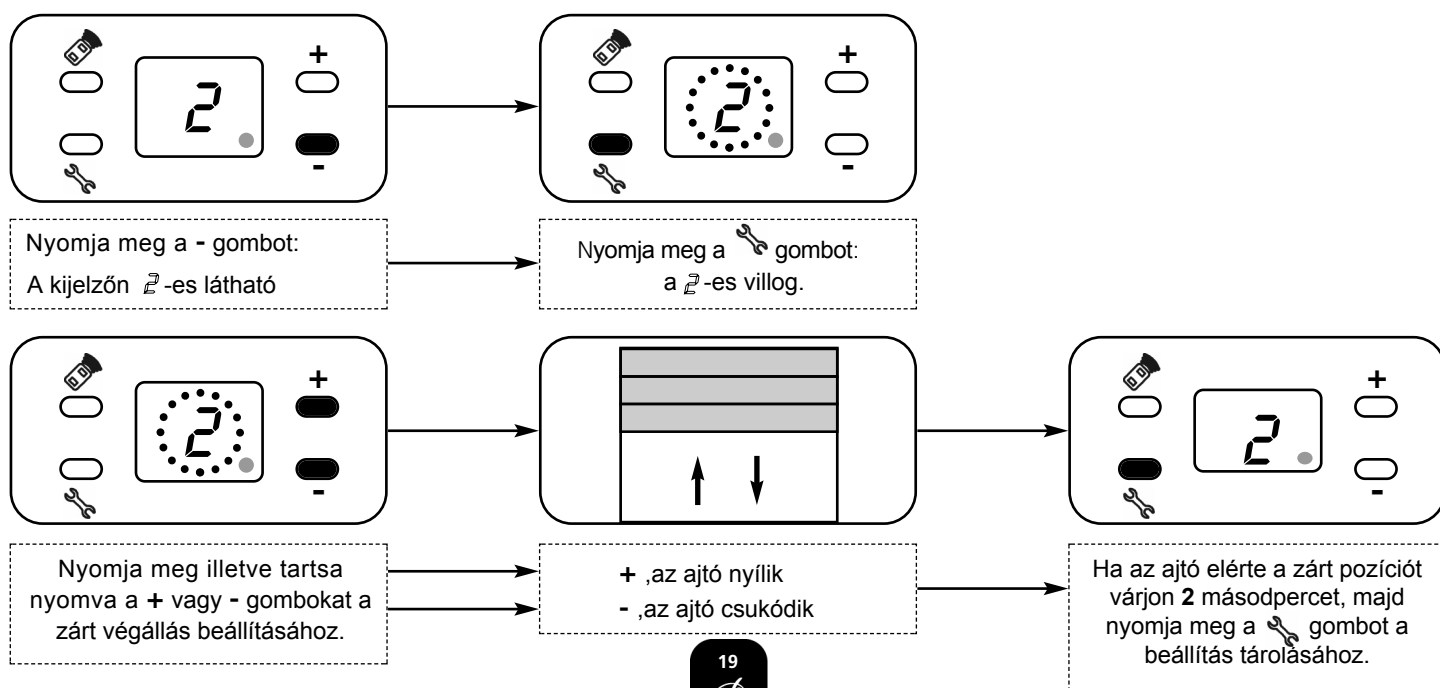 +
2
-
+
2
-
Nyomja meg a - gombot:
A kijelzőn 2 -es látható
Nyomja meg a gombot:
a 2 -es villog.
+
2
-
+
2
-
Nyomja meg illetve tartsa
nyomva a + vagy - gombokat a
zárt végállás beállításához.
+ ,az ajtó nyílik
- ,az ajtó csukódik
Ha az ajtó elérte a zárt pozíciót
várjon 2 másodpercet, majd
nyomja meg a gombot a
beállítás tárolásához.
19